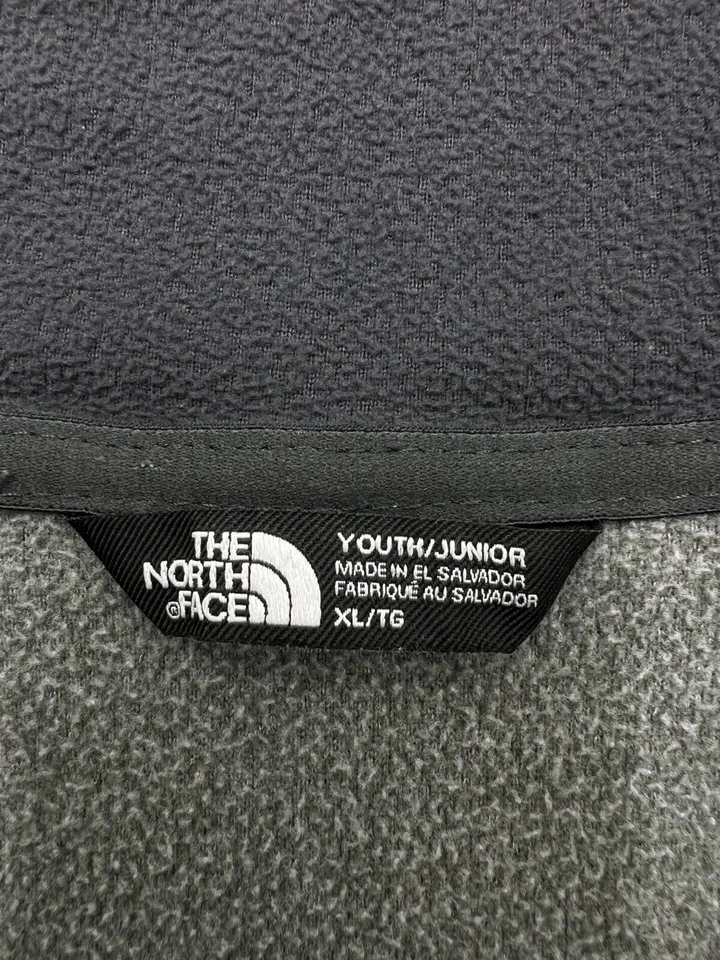 THE
NORTH
®FACE
YOUTH/JUNIOR
MADE IN EL SALVADOR
FABRIQUÉ AU SALVADOR
XL/TG